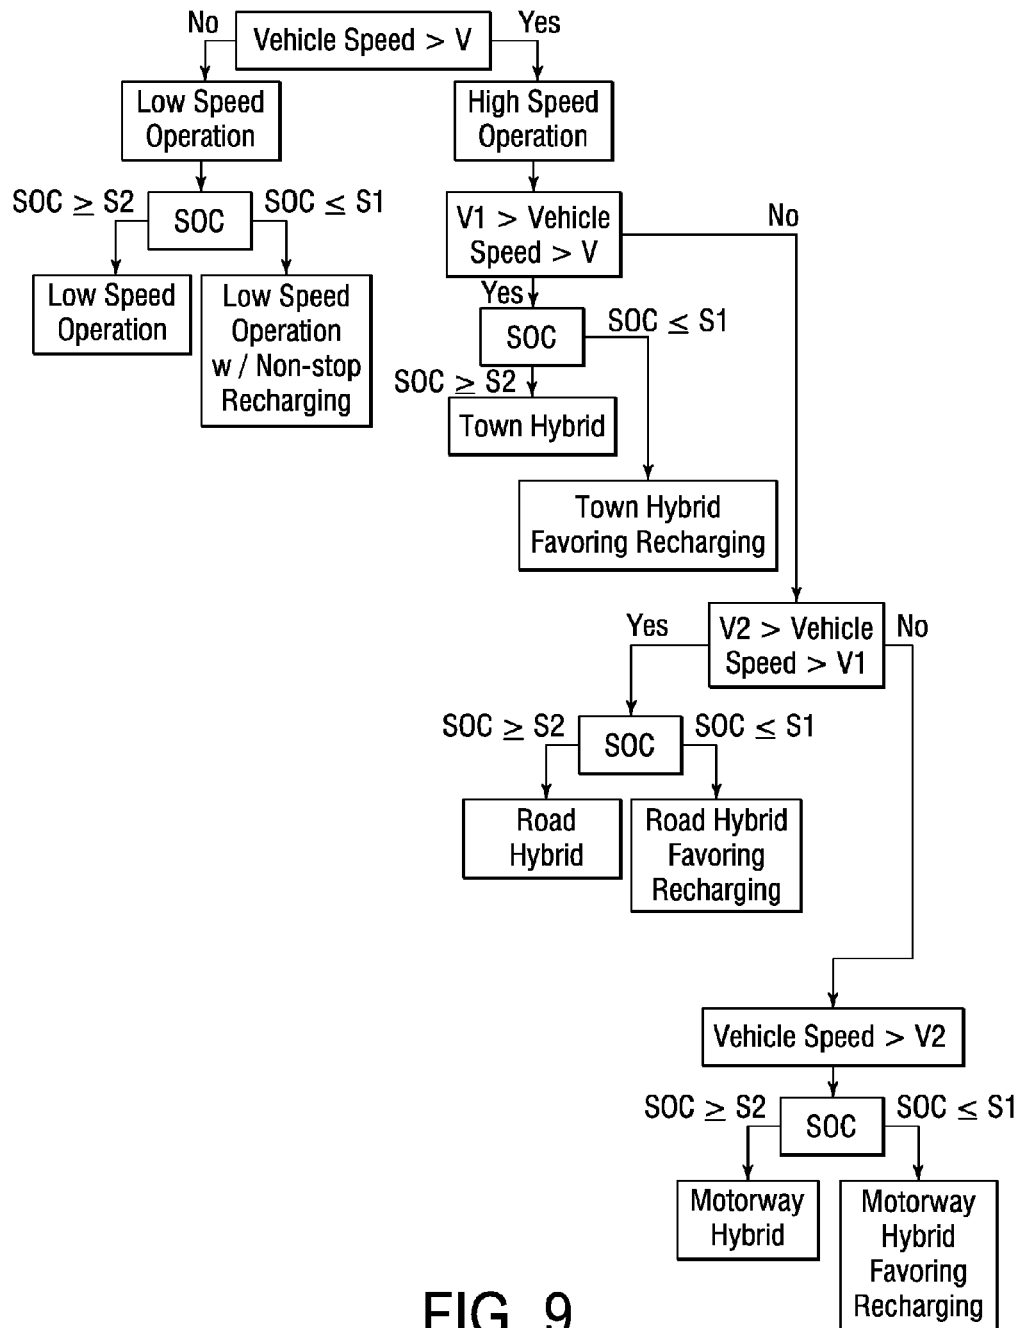 No
Vehicle Speed > V
Yes
Low Speed
Operation
High Speed
Operation
SOC ≥ S2
SOC
SOC ≤ S1
Low Speed
Operation
Low Speed
Operation
w / Non-stop
Recharging
V1 > Vehicle
Speed > V
No
Yes
SOC
SOC ≤ S1
SOC ≥ S2
Town Hybrid
Town Hybrid
Favoring Recharging
Yes
V2 > Vehicle
Speed > V1
No
SOC ≥ S2
SOC
SOC ≤ S1
Road
Hybrid
Road Hybrid
Favoring
Recharging
Vehicle Speed > V2
SOC ≥ S2
SOC
SOC ≤ S1
Motorway
Hybrid
Motorway
Hybrid
Favoring
Recharging
FIG. 9